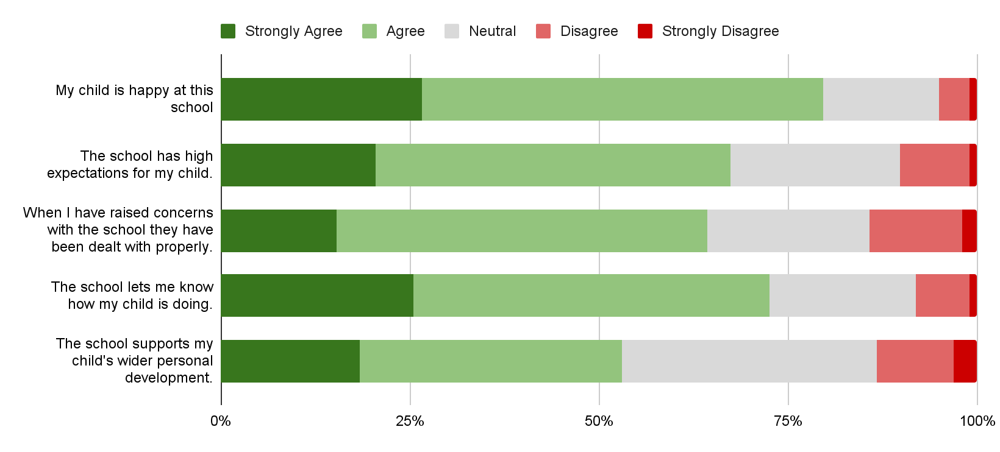 Strongly Agree Agree Neutral Disagree Strongly Disagree
My child is happy at this
school
The school has high
expectations for my child.
When I have raised concerns
with the school they have
been dealt with properly.
The school lets me know
how my child is doing.
The school supports my
child's wider personal
development.
0% 25% 50% 75% 100%